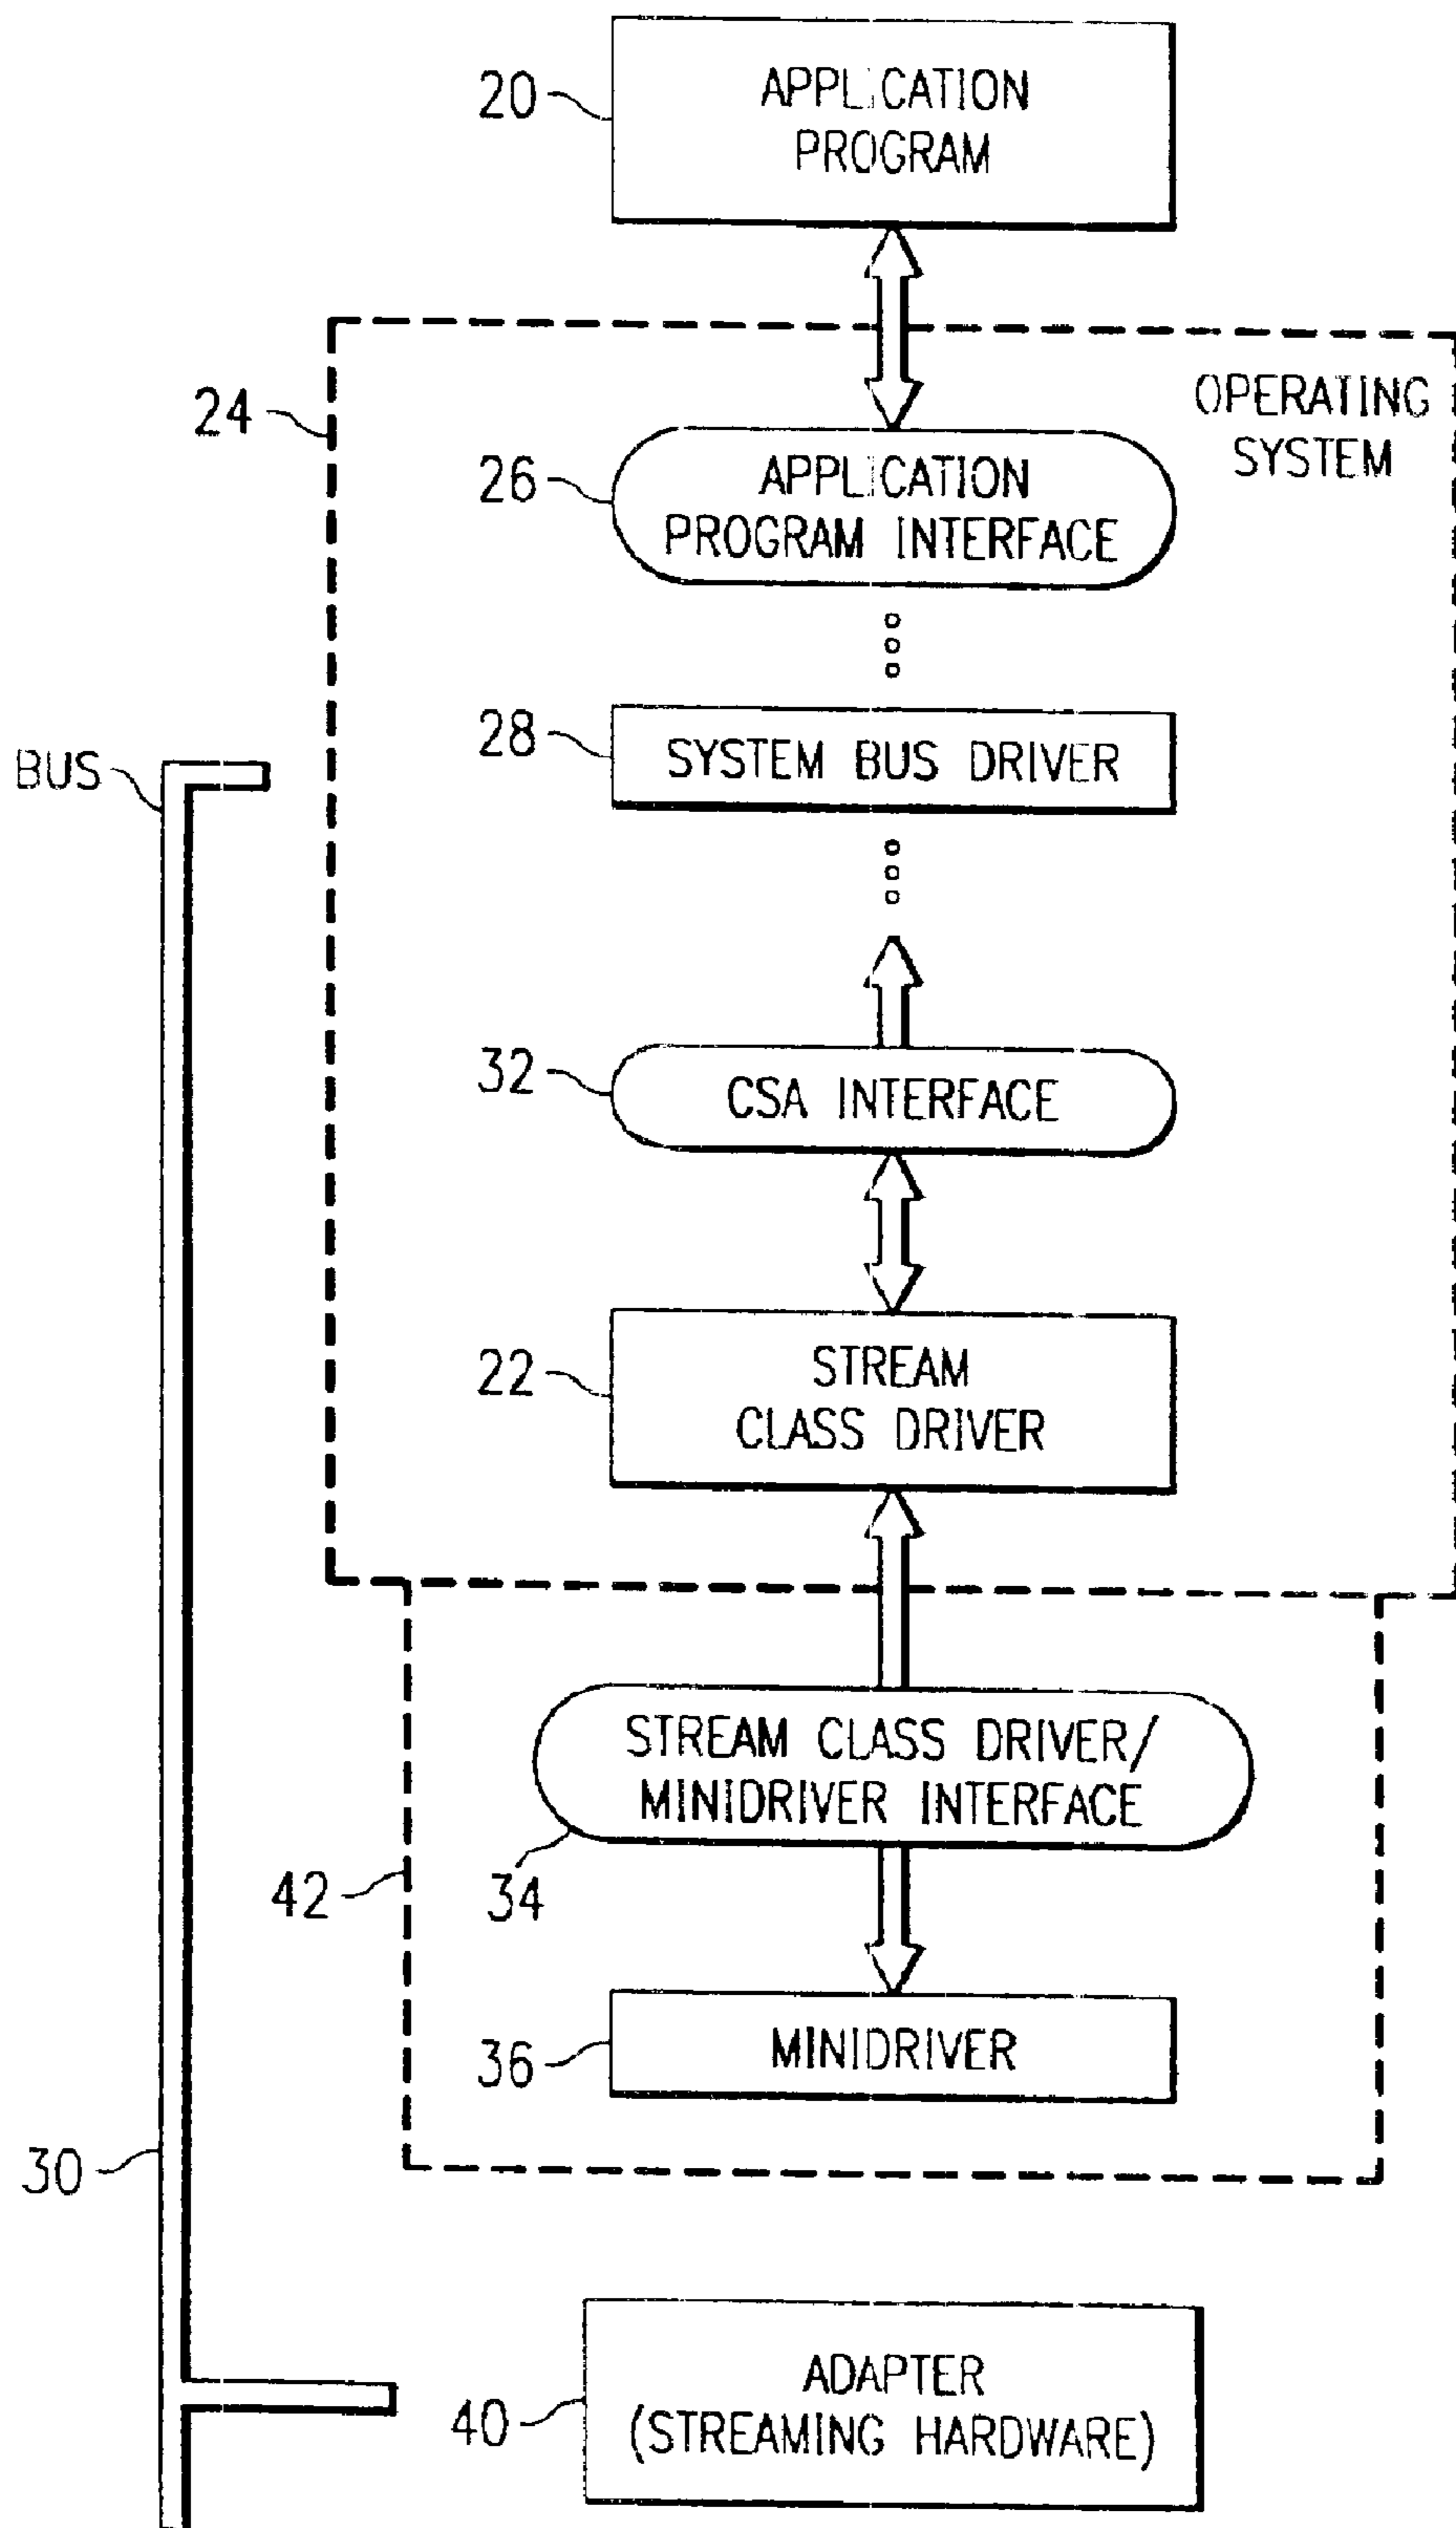 20
APPLICATION
PROGRAM
24
OPERATING
SYSTEM
26
APPLICATION
PROGRAM INTERFACE
28
SYSTEM BUS DRIVER
BUS
32
CSA INTERFACE
22
STREAM
CLASS DRIVER
STREAM CLASS DRIVER/
MINIDRIVER INTERFACE
42
34
36
MINIDRIVER
30
40
ADAPTER
(STREAMING HARDWARE)